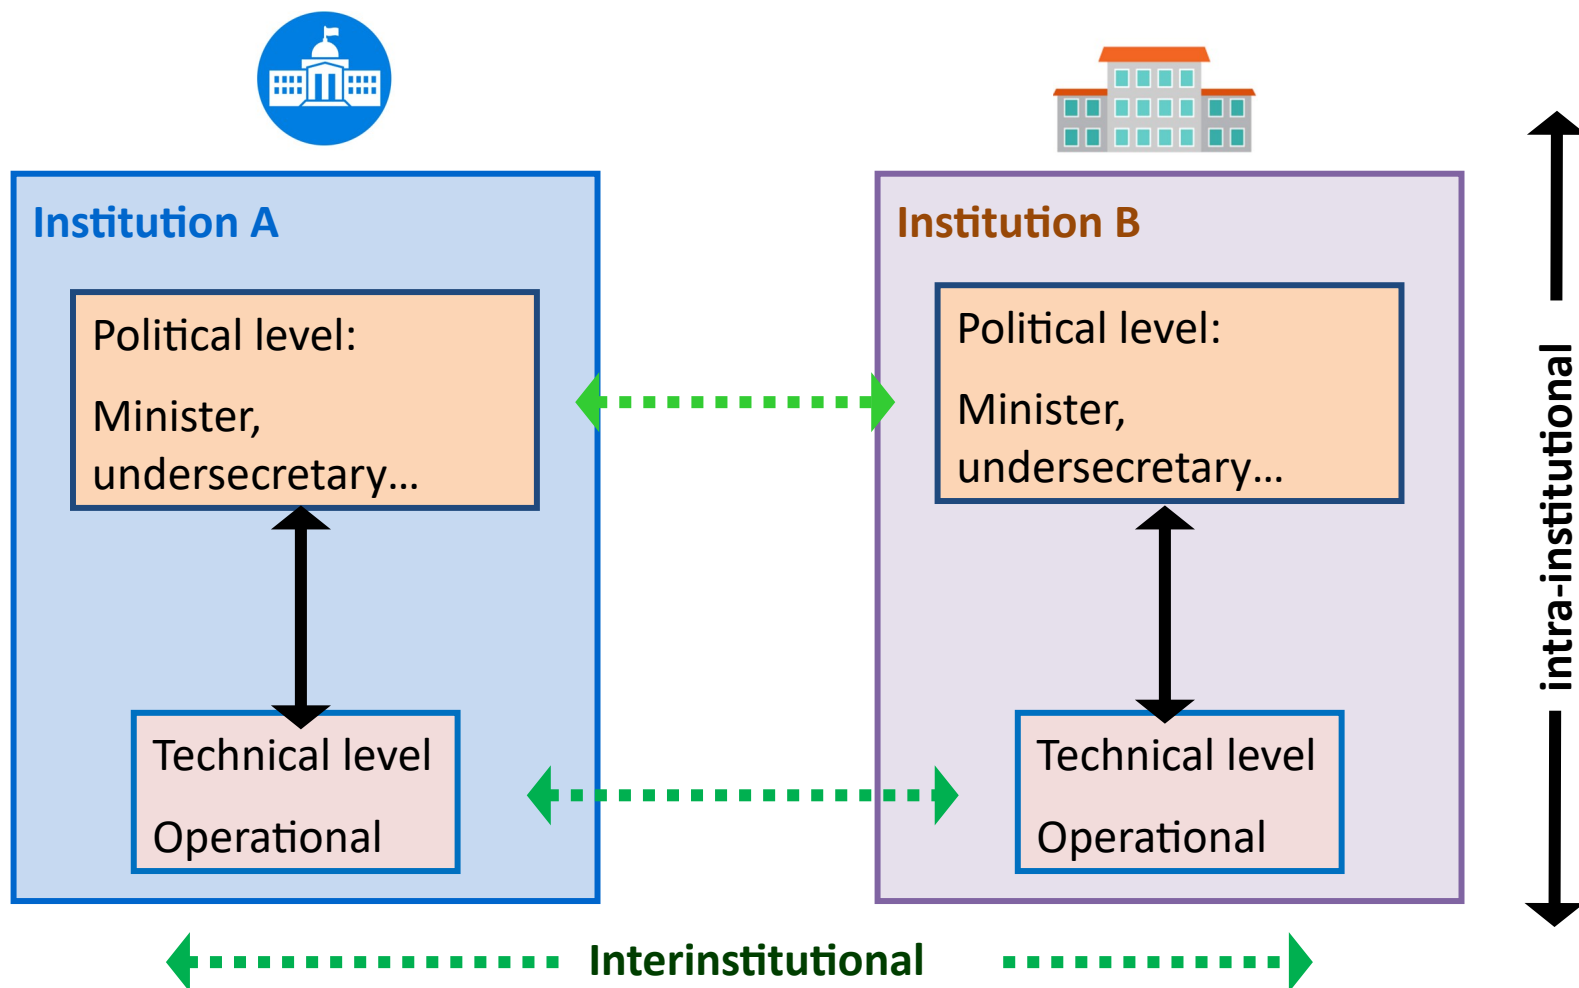 Institution A
Political level:
Minister,
undersecretary...
Technical level
Operational
Institution B
Political level:
Minister,
undersecretary...
Technical level
Operational
intra-institutional
Interinstitutional